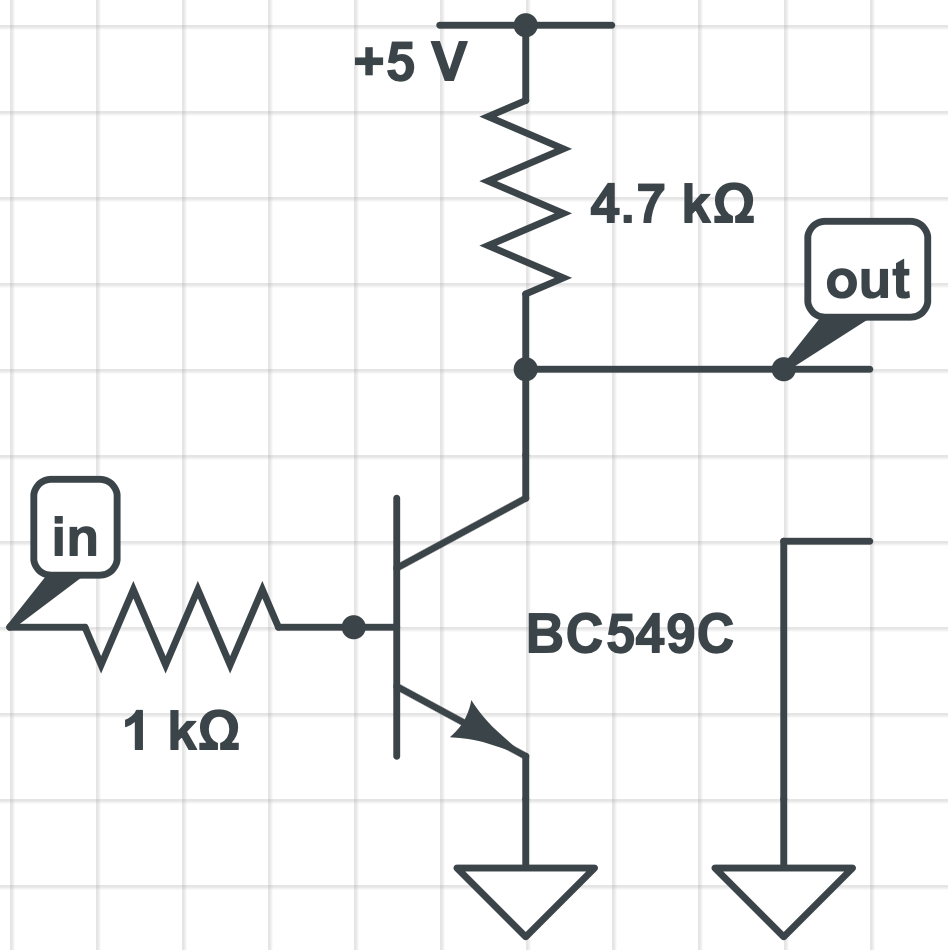 +5 V
4.7 kΩ
out
in
BC549C
1 kΩ